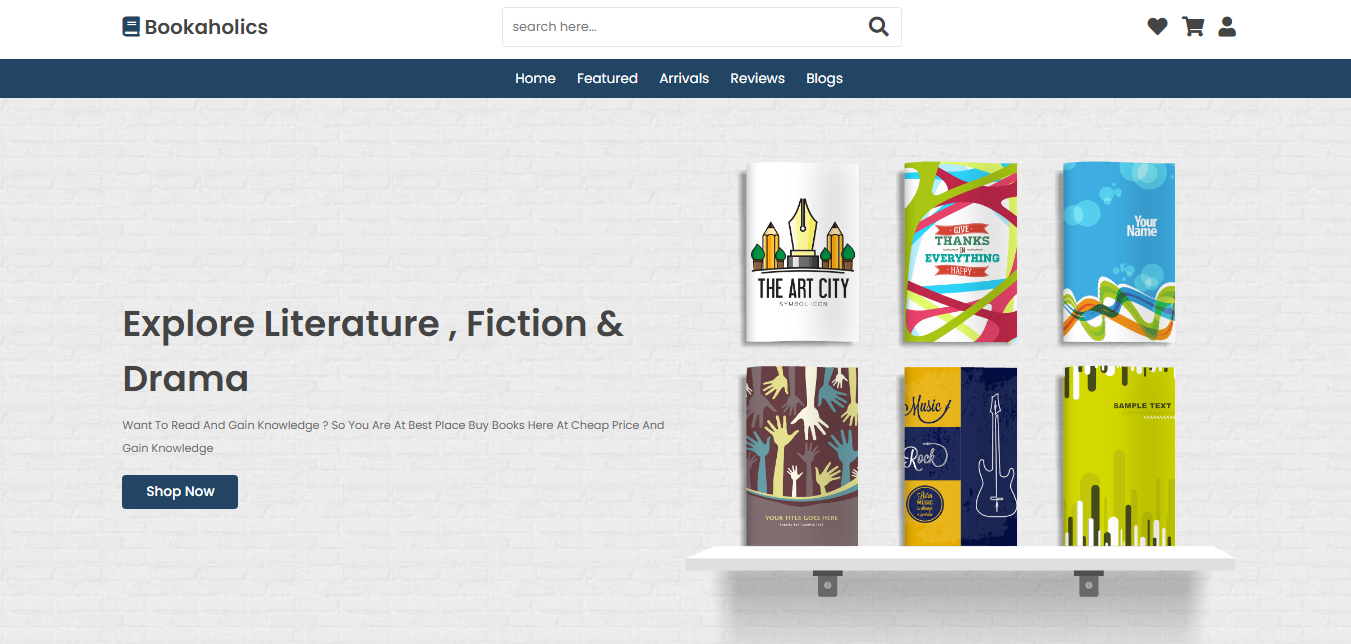 Bookaholics
search here...
Home Featured Arrivals Reviews Blogs
Explore Literature , Fiction &
Drama
Want To Read And Gain Knowledge ? So You Are At Best Place Buy Books Here At Cheap Price And
Gain Knowledge
Shop Now
THE ART CITY
SYMBOL ICON
GIVE
THANKS
IN
EVERYTHING
HAPPY
Your
Name
YOUR TITLE GOES HERE
Music
Rock
MUSIC
SAMPLE TEXT